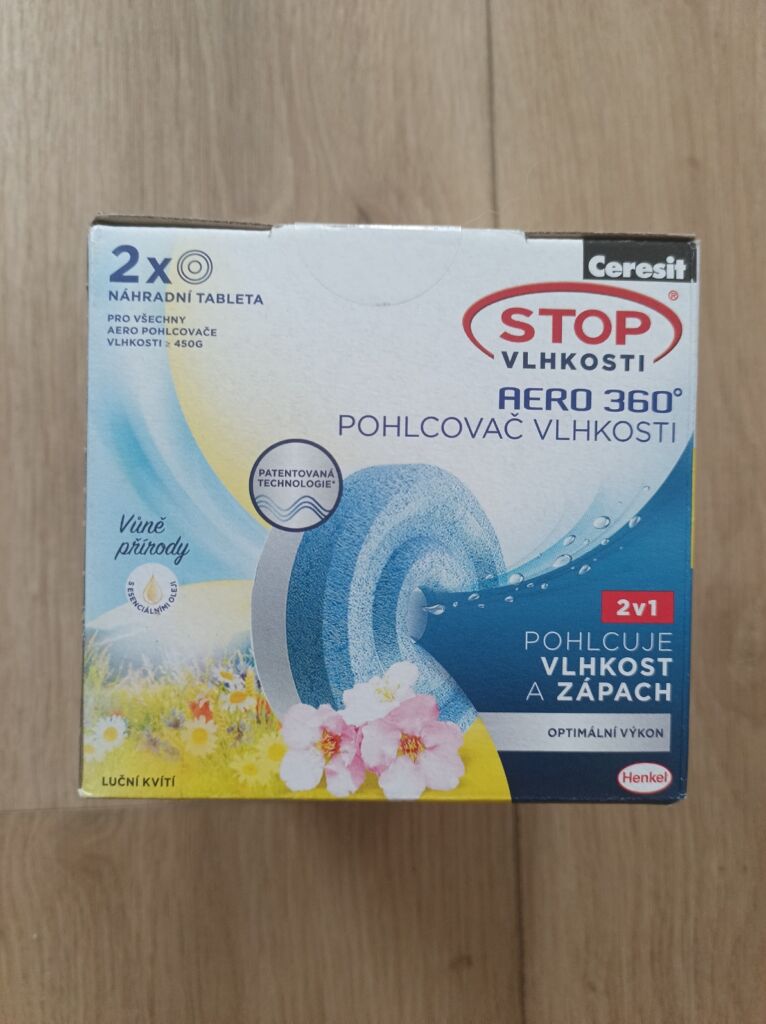 2x
NÁHRADNÍ TABLETA
PRO VŠECHNY
AERO POHLCOVAČE
VLHKOSTI ≥ 450G
Ceresit
STOP®
VLHKOSTI
AERO 360°
POHLCOVAČ VLHKOSTI
PATENTOVANÁ
TECHNOLOGIE*
Vůně
přírody
S ESENCIÁLNÍMI OLEJI
2v1
POHLCUJE
VLHKOST
A ZÁPACH
OPTIMÁLNÍ VÝKON
LUČNÍ KVÍTÍ
Henkel